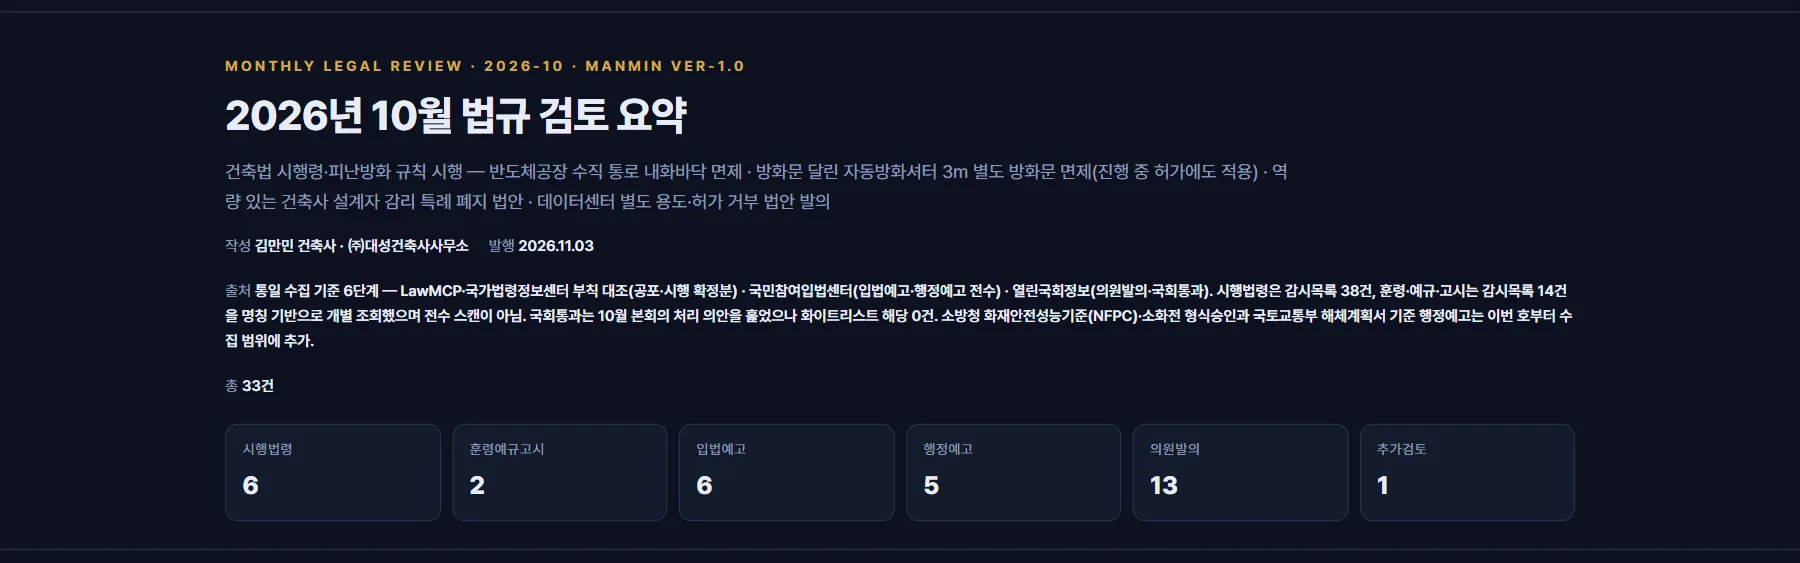 MONTHLY LEGAL REVIEW · 2026-10 · MANMIN VER-1.0
2026년 10월 법규 검토 요약
건축법 시행령·피난방화 규칙 시행 — 반도체공장 수직 통로 내화바닥 면제 · 방화문 달린 자동방화셔터 3m 별도 방화문 면제(진행 중 허가에도 적용) · 역
량 있는 건축사 설계자 감리 특례 폐지 법안 · 데이터센터 별도 용도·허가 거부 법안 발의
작성 김만민 건축사 · ㈜대성건축사사무소 발행 2026.11.03
출처 통일 수집 기준 6단계 — LawMCP·국가법령정보센터 부칙 대조(공포·시행 확정분) · 국민참여입법센터(입법예고·행정예고 전수) · 열린국회정보(의원발의·국회통과). 시행법령은 감시목록 38건, 훈령·예규·고시는 감시목록 14건
을 명칭 기반으로 개별 조회했으며 전수 스캔이 아님. 국회통과는 10월 본회의 처리 의안을 훑었으나 화이트리스트 해당 0건. 소방청 화재안전성능기준(NFPC)·소화전 형식승인과 국토교통부 해체계획서 기준 행정예고는 이번 호부터 수
집 범위에 추가.
총 33건
시행법령 훈령예규고시 입법예고 행정예고 의원발의 추가검토
6 2 6 5 13 1